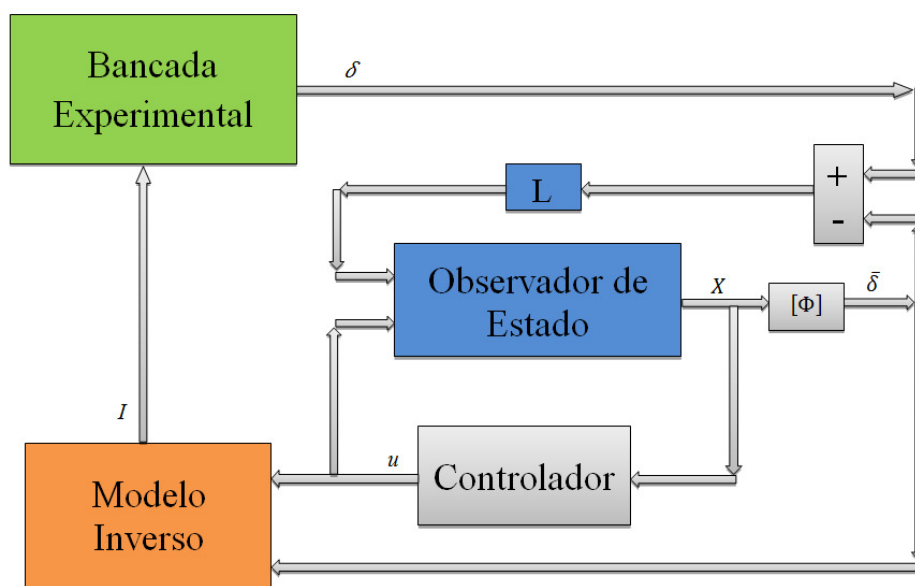 Bancada
Experimental
δ
L
+
-
Observador de
Estado
X
[Φ]
δ̄
I
u
Controlador
Modelo
Inverso